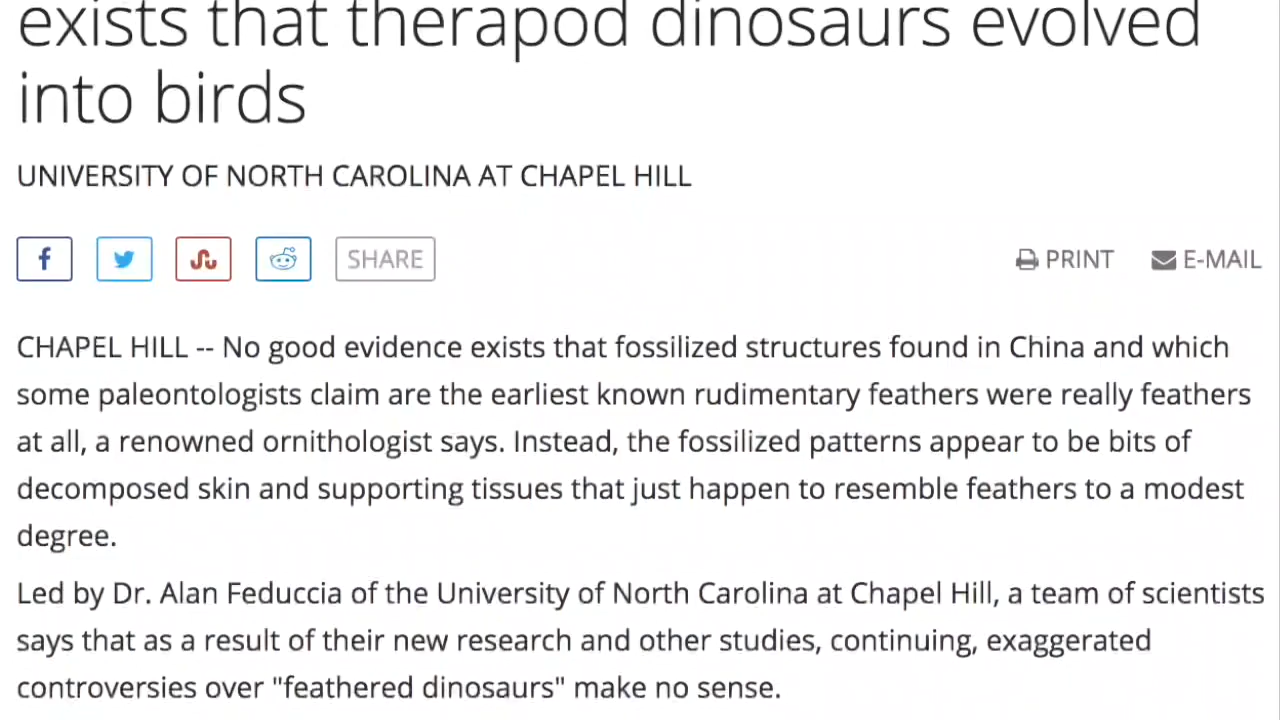 exists that therapod dinosaurs evolved
into birds
UNIVERSITY OF NORTH CAROLINA AT CHAPEL HILL
f SHARE PRINT E-MAIL
CHAPEL HILL -- No good evidence exists that fossilized structures found in China and which
some paleontologists claim are the earliest known rudimentary feathers were really feathers
at all, a renowned ornithologist says. Instead, the fossilized patterns appear to be bits of
decomposed skin and supporting tissues that just happen to resemble feathers to a modest
degree.
Led by Dr. Alan Feduccia of the University of North Carolina at Chapel Hill, a team of scientists
says that as a result of their new research and other studies, continuing, exaggerated
controversies over "feathered dinosaurs" make no sense.